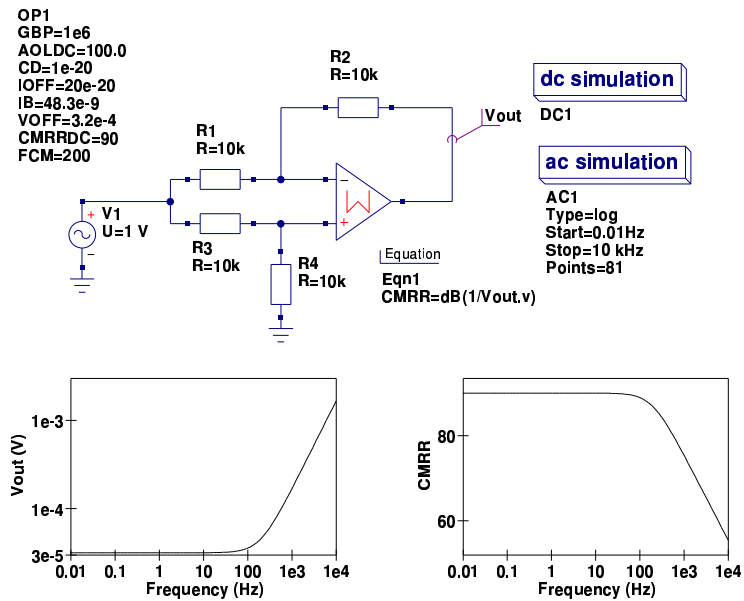 OP1
GBP=1e6
AOLDC=100.0
CD=1e-20
IOFF=20e-20
IB=48.3e-9
VOFF=3.2e-4
CMRRDC=90
FCM=200
R2
R=10k
Vout
dc simulation
DC1
R1
R=10k
ac simulation
AC1
Type=log
Start=0.01Hz
Stop=10 kHz
Points=81
V1
U=1 V
+
−
−
+
R3
R=10k
R4
R=10k
Equation
Eqn1
CMRR=dB(1/Vout.v)
Vout (V)
1e-3
1e-4
3e-5
0.01 0.1 1 10 100 1e3 1e4
Frequency (Hz)
CMRR
80
60
0.01 0.1 1 10 100 1e3 1e4
Frequency (Hz)